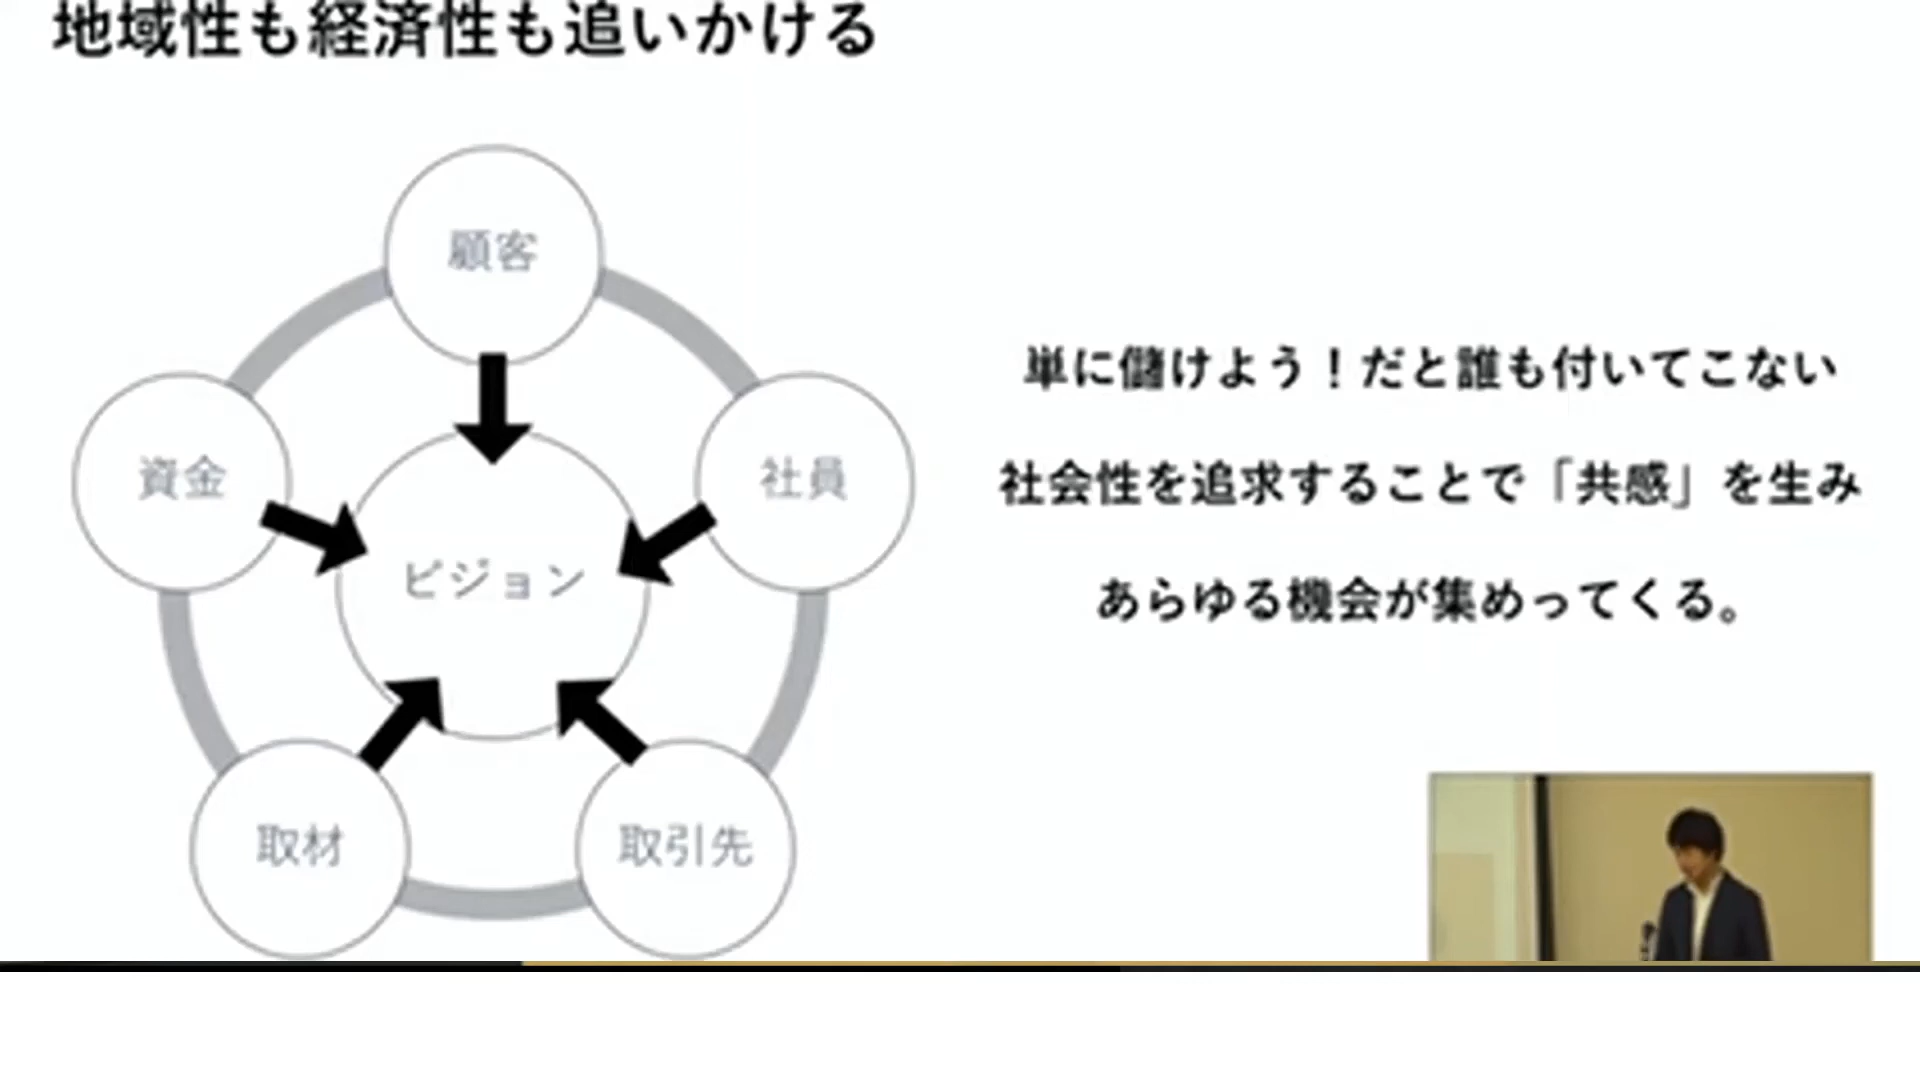 地域性も経済性も追いかける
顧客
資金
社員
ビジョン
取材
取引先
単に儲けよう！だと誰も付いてこない
社会性を追求することで「共感」を生み
あらゆる機会が集めってくる。